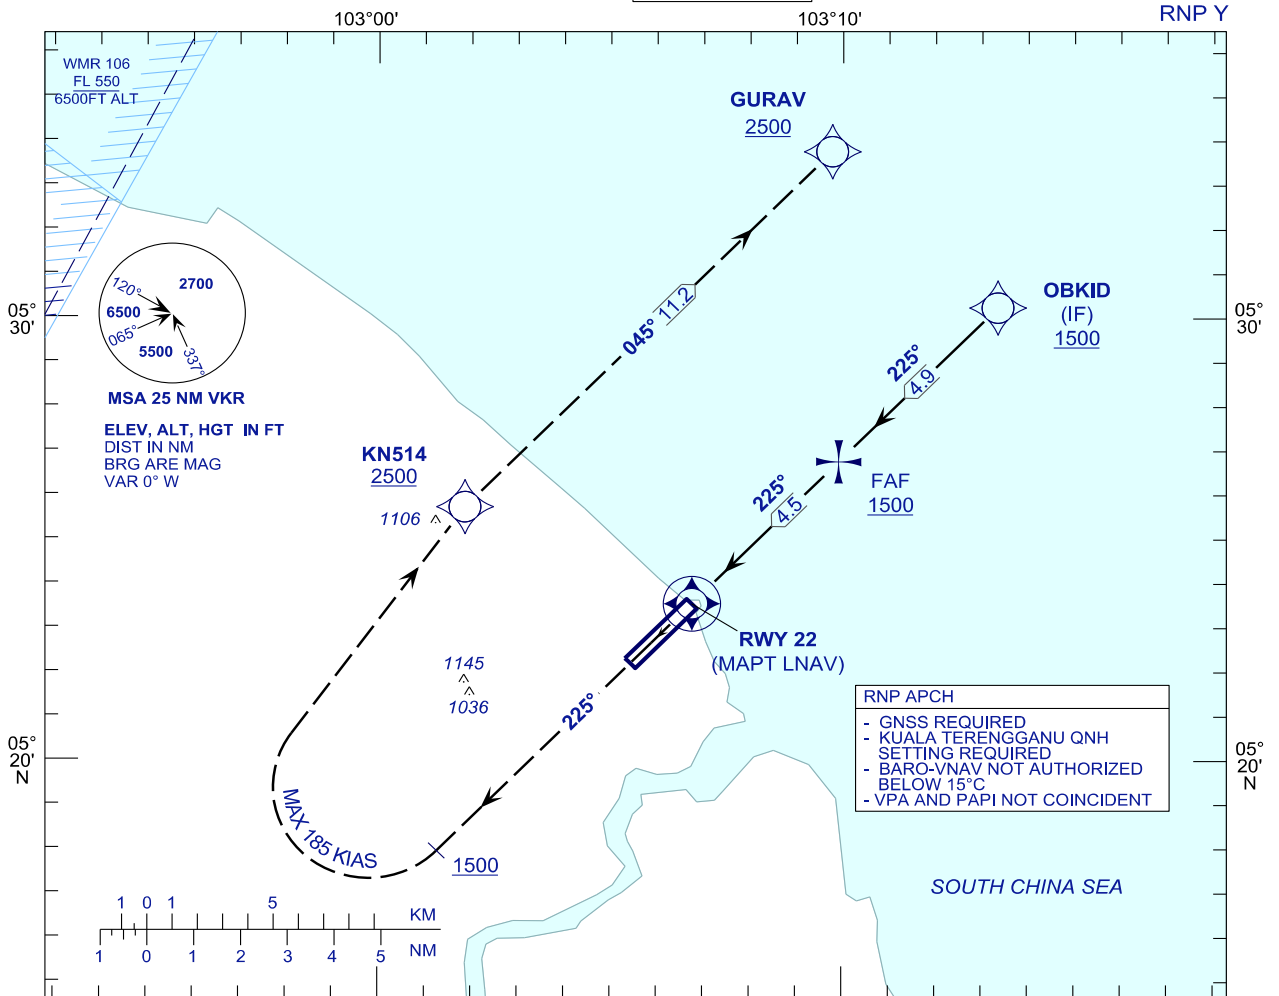 RNP Y
103°00'
103°10'
WMR 106
FL 550
6500FT ALT
GURAV
2500
120°
2700
6500
065°
5500
337°
MSA 25 NM VKR
05°
30'
05°
30'
OBKID
(IF)
1500
045° 11.2
225°
4.9
ELEV, ALT, HGT IN FT
DIST IN NM
BRG ARE MAG
VAR 0° W
KN514
2500
1106
FAF
1500
225°
4.5
RWY 22
(MAPT LNAV)
1145
1036
225°
RNP APCH
- GNSS REQUIRED
- KUALA TERENGGANU QNH
SETTING REQUIRED
- BARO-VNAV NOT AUTHORIZED
BELOW 15°C
- VPA AND PAPI NOT COINCIDENT
05°
20'
N
05°
20'
N
MAX 185 KIAS
1500
SOUTH CHINA SEA
1 0 1 5 KM
1 0 1 2 3 4 5 NM